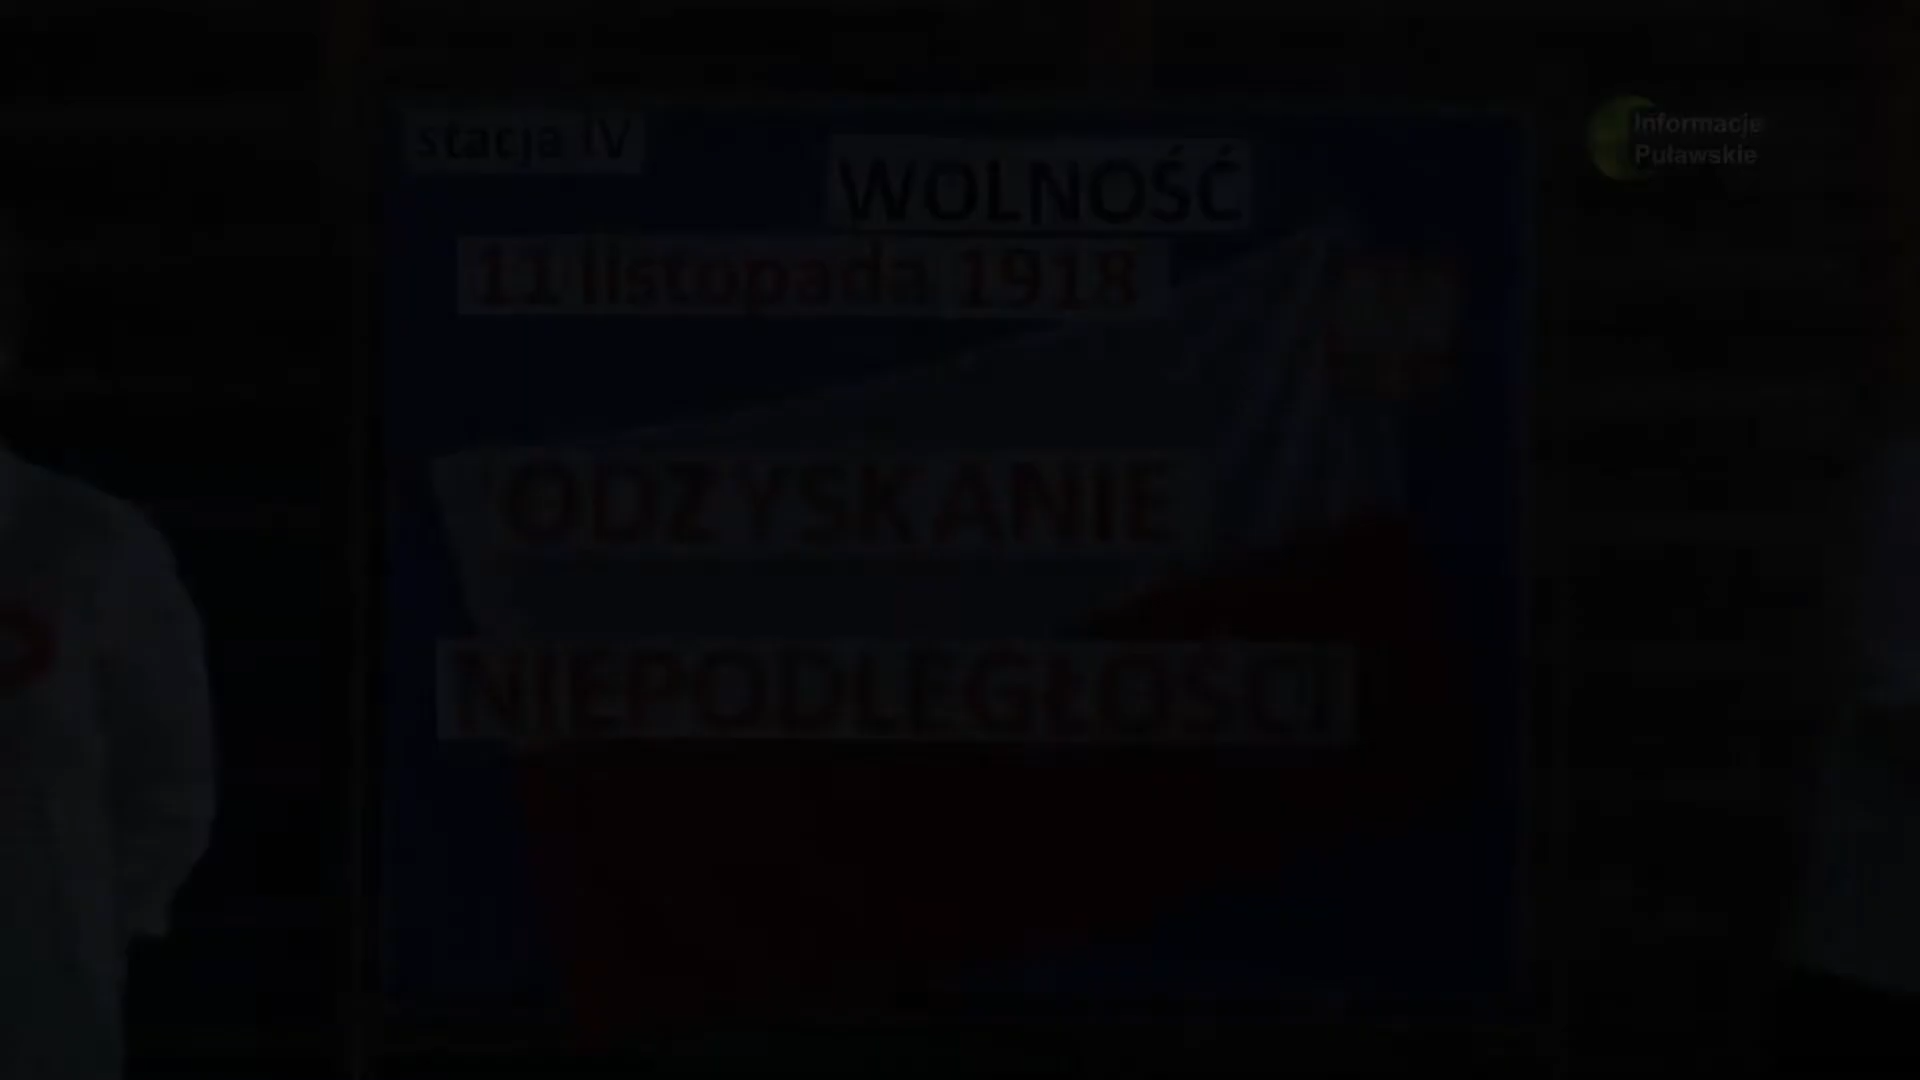 stacja IV
WOLNOŚĆ
11 listopada 1918
ODZYSKANIE
NIEPODLEGŁOŚCI
Informacje
Puławskie